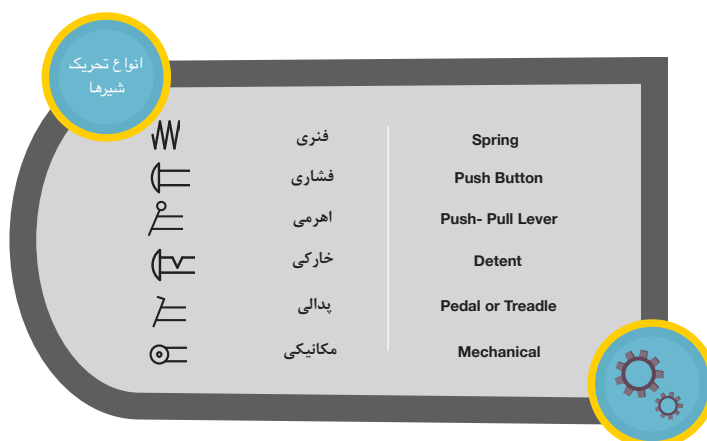 انواع تحریک
شیرها
فنری Spring
فشاری Push Button
اهرمی Push- Pull Lever
خارکی Detent
پدالی Pedal or Treadle
مکانیکی Mechanical